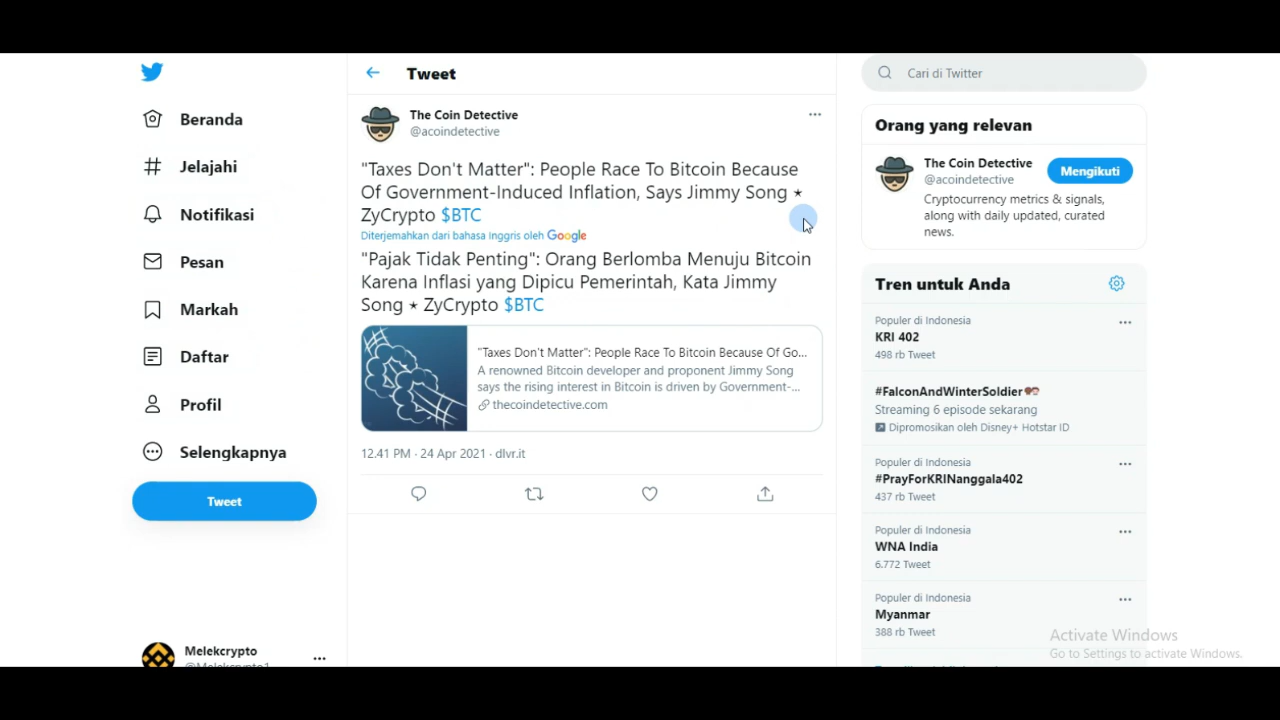 Beranda
Jelajahi
Notifikasi
Pesan
Markah
Daftar
Profil
Selengkapnya
Tweet
Melekcrypto
Tweet
The Coin Detective
@acoindetective
"Taxes Don't Matter": People Race To Bitcoin Because
Of Government-Induced Inflation, Says Jimmy Song ⋆
ZyCrypto $BTC
Diterjemahkan dari bahasa Inggris oleh Google
"Pajak Tidak Penting": Orang Berlomba Menuju Bitcoin
Karena Inflasi yang Dipicu Pemerintah, Kata Jimmy
Song ⋆ ZyCrypto $BTC
"Taxes Don't Matter": People Race To Bitcoin Because Of Go...
A renowned Bitcoin developer and proponent Jimmy Song
says the rising interest in Bitcoin is driven by Government-...
thecoindetective.com
12.41 PM · 24 Apr 2021 · dlvr.it
Cari di Twitter
Orang yang relevan
The Coin Detective
@acoindetective
Mengikuti
Cryptocurrency metrics & signals,
along with daily updated, curated
news.
Tren untuk Anda
Populer di Indonesia
KRI 402
498 rb Tweet
#FalconAndWinterSoldier
Streaming 6 episode sekarang
Dipromosikan oleh Disney+ Hotstar ID
Populer di Indonesia
#PrayForKRINanggala402
437 rb Tweet
Populer di Indonesia
WNA India
6.772 Tweet
Populer di Indonesia
Myanmar
388 rb Tweet
Activate Windows
Go to Settings to activate Windows.